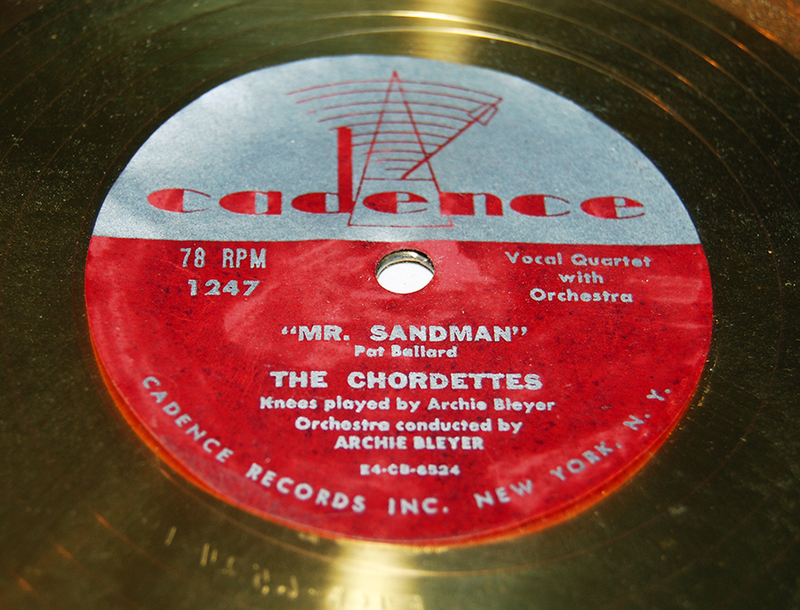 cadence
78 RPM
1247
Vocal Quartet
with
Orchestra
"MR. SANDMAN"
Pat Ballard
THE CHORDETTES
Knees played by Archie Bleyer
Orchestra conducted by
ARCHIE BLEYER
E4-CB-6524
CADENCE RECORDS INC. NEW YORK, N. Y.